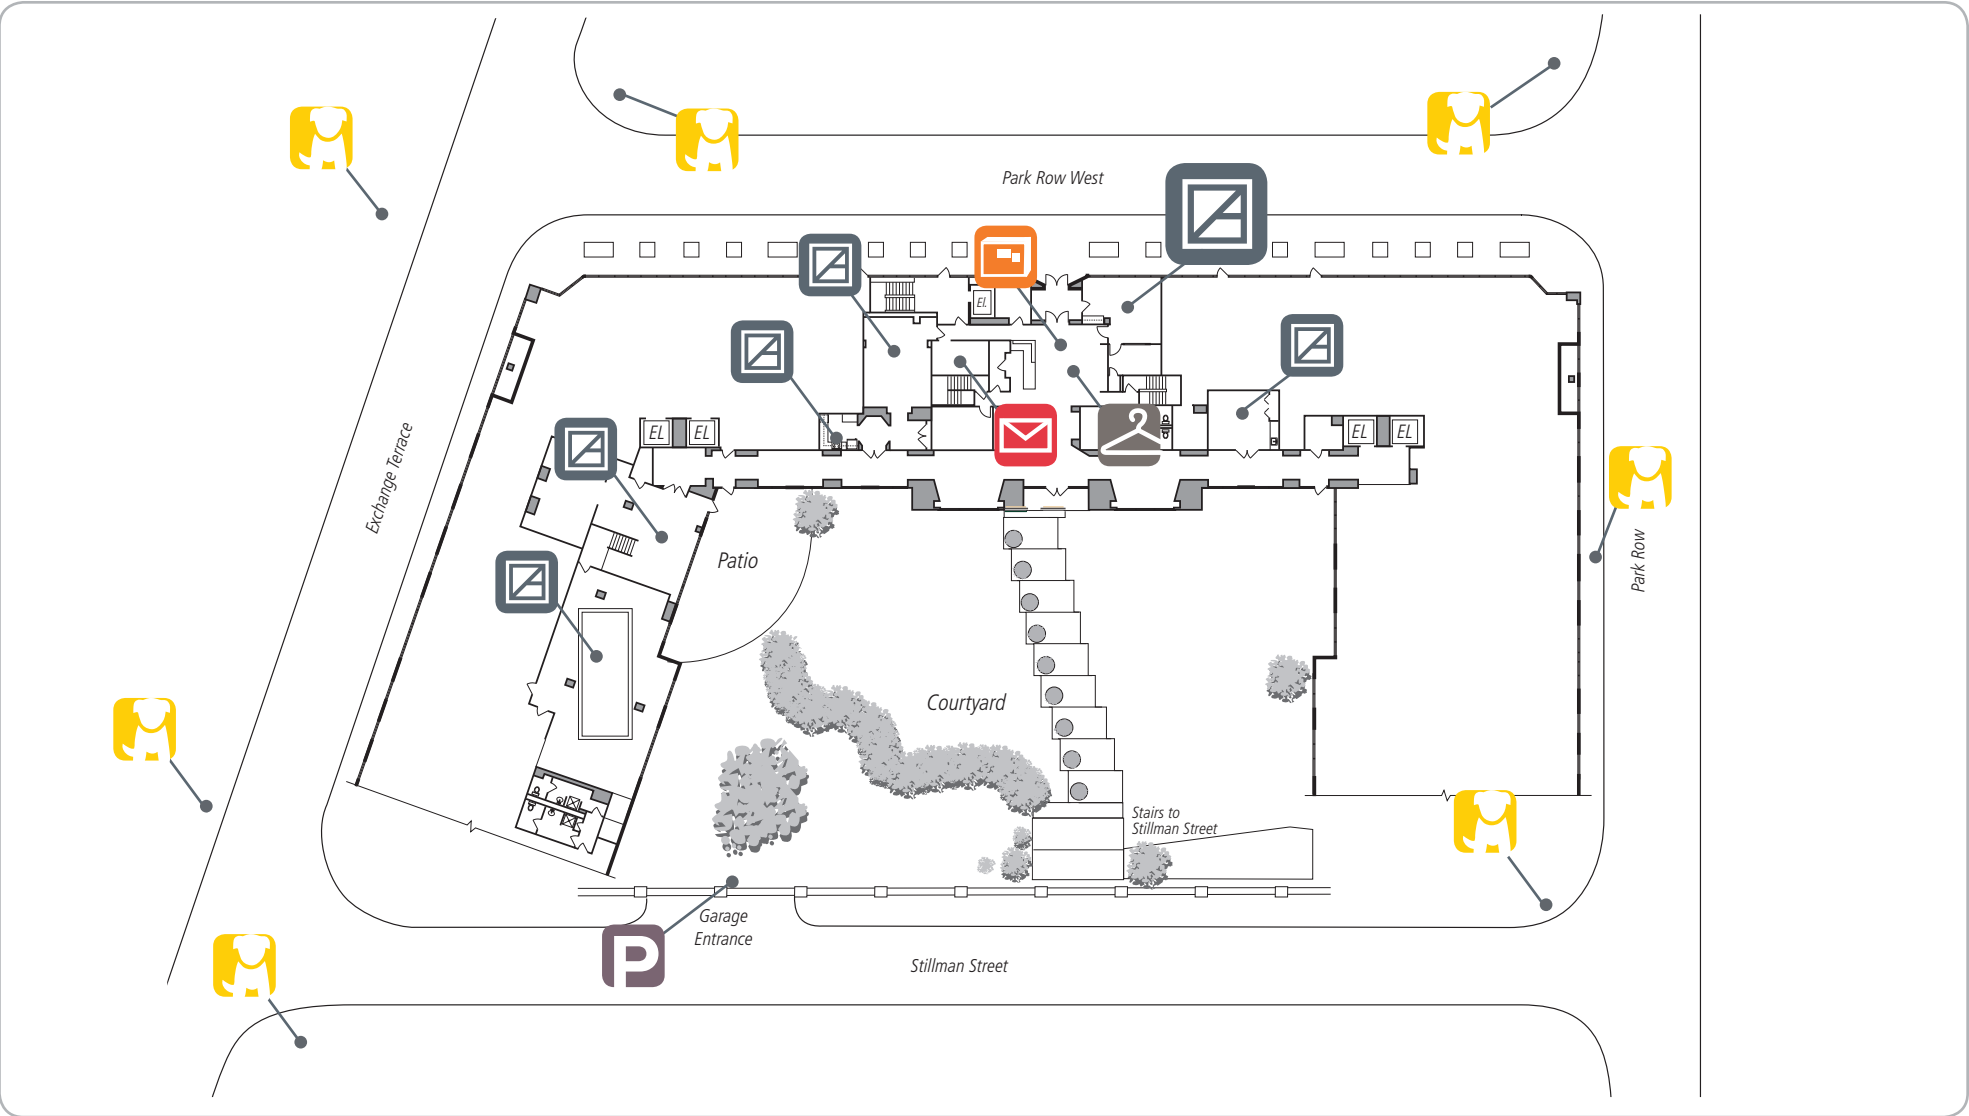 Park Row West
El.
EL
EL
EL
EL
Exchange Terrace
Patio
Park Row
Courtyard
Stairs to
Stillman Street
Garage
Entrance
P
Stillman Street